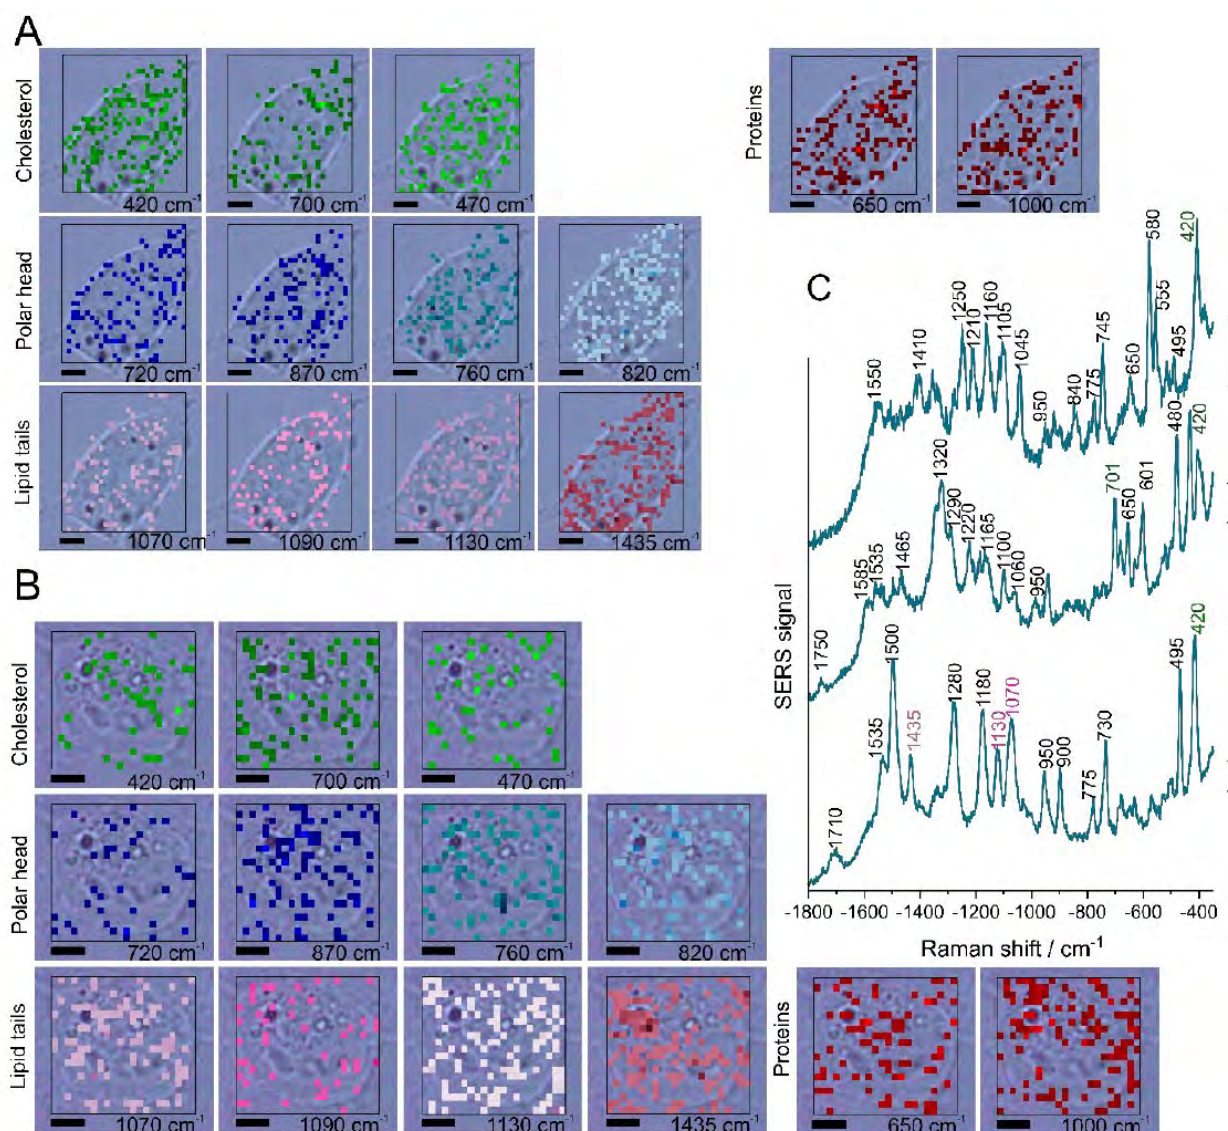 A
Cholesterol
420 cm-1
700 cm-1
470 cm-1
Proteins
650 cm-1
1000 cm-1
Polar head
720 cm-1
870 cm-1
760 cm-1
820 cm-1
Lipid tails
1070 cm-1
1090 cm-1
1130 cm-1
1435 cm-1
C
SERS signal
1550
1410
1250
1210
1160
1105
1045
950
840
775
745
650
580
555
495
420
1750
1585
1535
1465
1320
1290
1220
1165
1100
1060
950
701
650
601
480
420
1710
1535
1500
1435
1280
1180
1130
1070
950
900
775
730
495
420
-1800 -1600 -1400 -1200 -1000 -800 -600 -400
Raman shift / cm-1
B
Cholesterol
420 cm-1
700 cm-1
470 cm-1
Polar head
720 cm-1
870 cm-1
760 cm-1
820 cm-1
Lipid tails
1070 cm-1
1090 cm-1
1130 cm-1
1435 cm-1
Proteins
650 cm-1
1000 cm-1